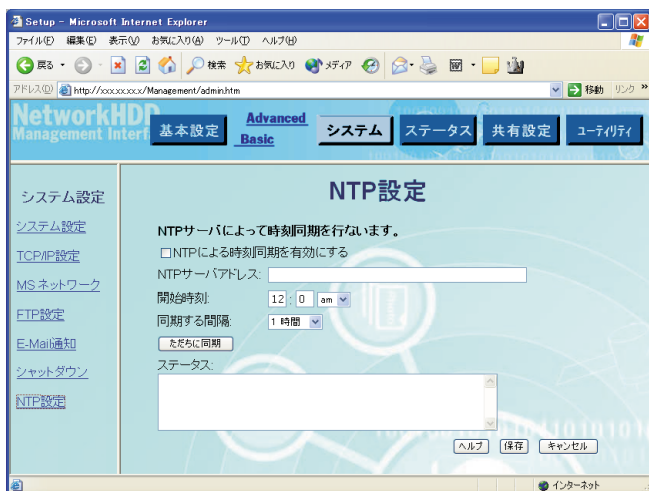 Setup - Microsoft Internet Explorer
ファイル(F) 編集(E) 表示(V) お気に入り(A) ツール(T) ヘルプ(H)
戻る 検索 お気に入り メディア
アドレス(D) http://xxx.xxx.xxx/Management/admin.htm 移動 リンク »
NetworkHDD
Management Interf
基本設定 Advanced Basic システム ステータス 共有設定 ユーティリティ
システム設定
システム設定
TCP/IP設定
MSネットワーク
FTP設定
E-Mail通知
シャットダウン
NTP設定
NTP設定
NTPサーバによって時刻同期を行ないます。
NTPによる時刻同期を有効にする
NTPサーバアドレス:
開始時刻: 12 : 0 am
同期する間隔: 1 時間
ただちに同期
ステータス:
ヘルプ 保存 キャンセル
インターネット